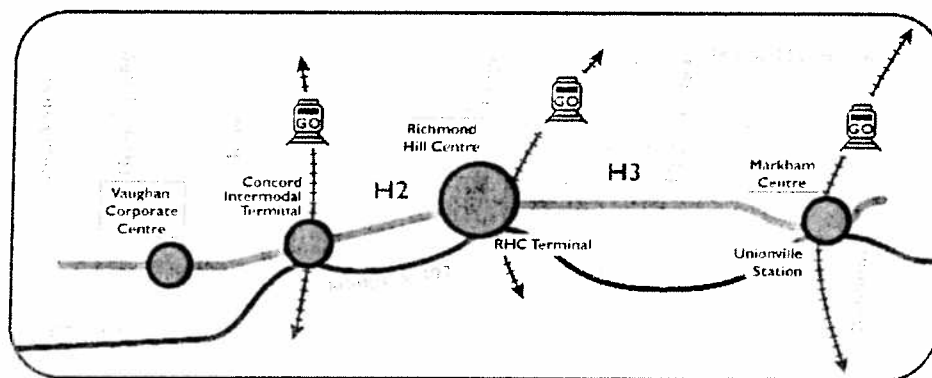 GO
GO
GO
Richmond
Hill Centre
Markham
Centre
Concord
Intermodal
Terminal
H2
H3
Vaughan
Corporate
Centre
RHC Terminal
Unionville
Station